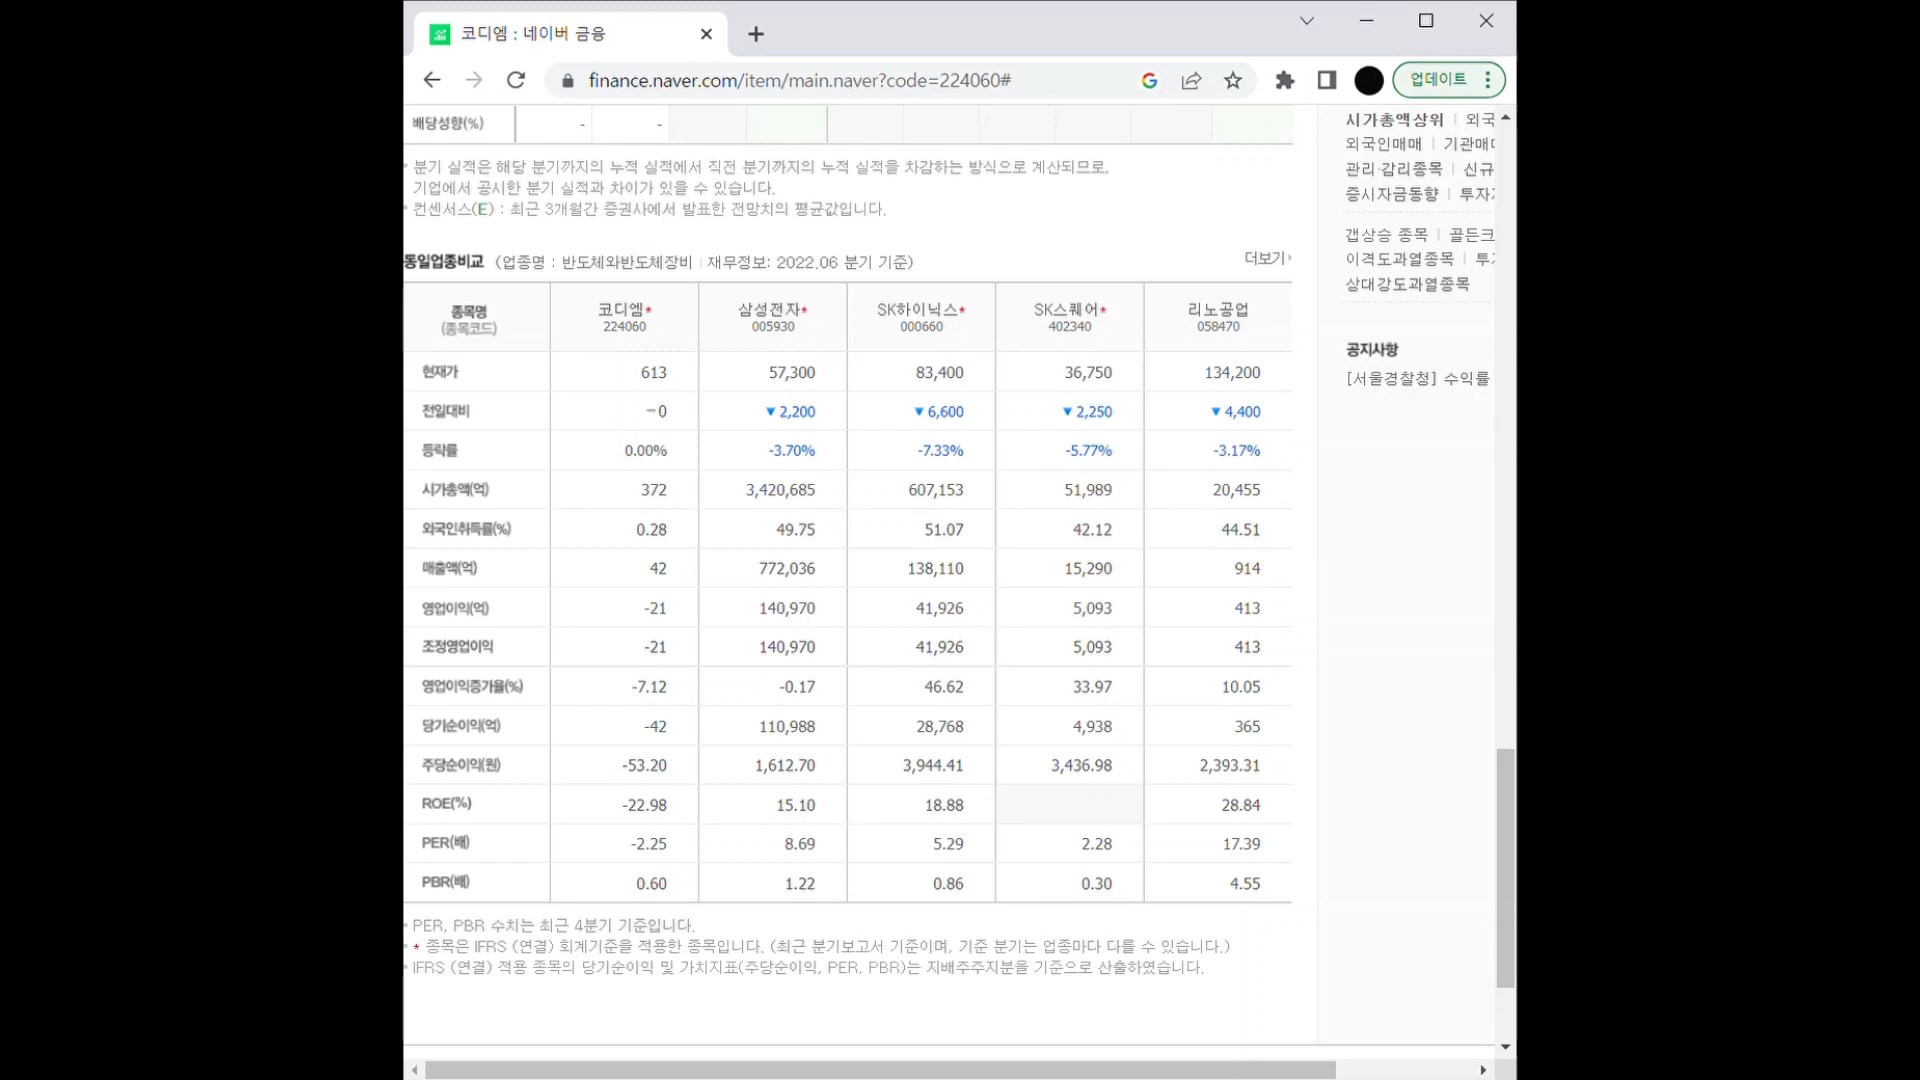 코디엠 : 네이버 금융
finance.naver.com/item/main.naver?code=224060#
업데이트
배당성향(%) - -
분기 실적은 해당 분기까지의 누적 실적에서 직전 분기까지의 누적 실적을 차감하는 방식으로 계산되므로,
기업에서 공시한 분기 실적과 차이가 있을 수 있습니다.
컨센서스(E) : 최근 3개월간 증권사에서 발표한 전망치의 평균값입니다.
동일업종비교 (업종명 : 반도체와반도체장비 | 재무정보: 2022.06 분기 기준) 더보기
종목명 코디엠* 삼성전자* SK하이닉스* SK스퀘어* 리노공업
(종목코드) 224060 005930 000660 402340 058470
현재가 613 57,300 83,400 36,750 134,200
전일대비 −0 ▼2,200 ▼6,600 ▼2,250 ▼4,400
등락률 0.00% -3.70% -7.33% -5.77% -3.17%
시가총액(억) 372 3,420,685 607,153 51,989 20,455
외국인취득률(%) 0.28 49.75 51.07 42.12 44.51
매출액(억) 42 772,036 138,110 15,290 914
영업이익(억) -21 140,970 41,926 5,093 413
조정영업이익 -21 140,970 41,926 5,093 413
영업이익증가율(%) -7.12 -0.17 46.62 33.97 10.05
당기순이익(억) -42 110,988 28,768 4,938 365
주당순이익(원) -53.20 1,612.70 3,944.41 3,436.98 2,393.31
ROE(%) -22.98 15.10 18.88 28.84
PER(배) -2.25 8.69 5.29 2.28 17.39
PBR(배) 0.60 1.22 0.86 0.30 4.55
PER, PBR 수치는 최근 4분기 기준입니다.
* 종목은 IFRS (연결) 회계기준을 적용한 종목입니다. (최근 분기보고서 기준이며, 기준 분기는 업종마다 다를 수 있습니다.)
IFRS (연결) 적용 종목의 당기순이익 및 가치지표(주당순이익, PER, PBR)는 지배주주지분을 기준으로 산출하였습니다.
시가총액상위 | 외국
외국인매매 | 기관매
관리·감리종목 | 신규
증시자금동향 | 투자
갭상승 종목 | 골든크
이격도과열종목 | 투
상대강도과열종목
공지사항
[서울경찰청] 수익률